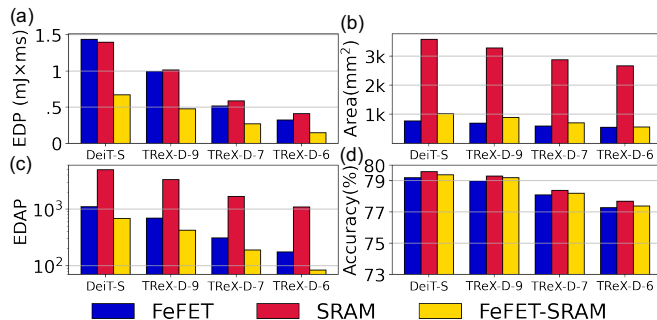 (a)
EDP (mJ×ms)
1.5
1
.5
0
DeiT-S TReX-D-9 TReX-D-7 TReX-D-6
(b)
Area(mm²)
3k
2k
1k
DeiT-S TReX-D-9 TReX-D-7 TReX-D-6
(c)
EDAP
10³
10²
DeiT-S TReX-D-9 TReX-D-7 TReX-D-6
(d)
Accuracy(%)
80
79
77
75
73
DeiT-S TReX-D-9 TReX-D-7 TReX-D-6
FeFET SRAM FeFET-SRAM